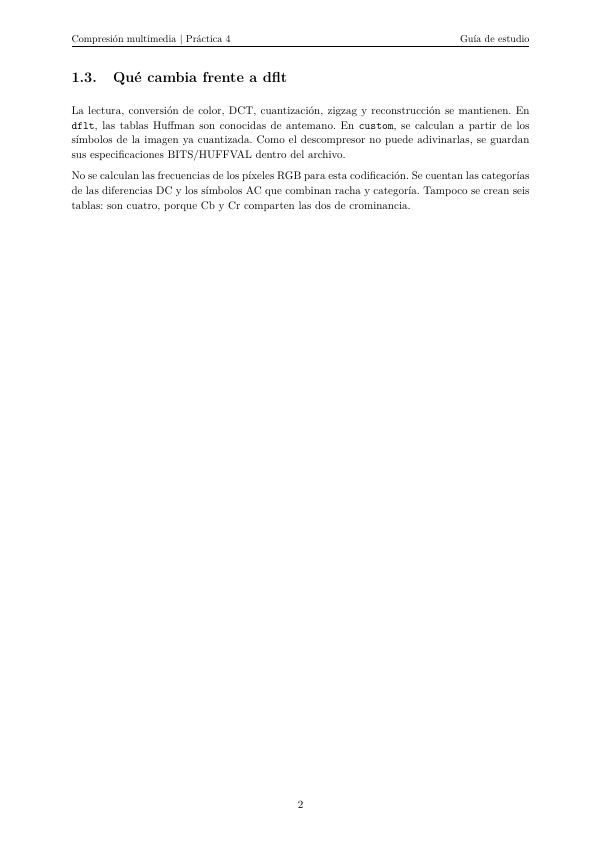 Compresión multimedia | Práctica 4 Guía de estudio
1.3. Qué cambia frente a dflt
La lectura, conversión de color, DCT, cuantización, zigzag y reconstrucción se mantienen. En
dflt, las tablas Huffman son conocidas de antemano. En custom, se calculan a partir de los
símbolos de la imagen ya cuantizada. Como el descompresor no puede adivinarlas, se guardan
sus especificaciones BITS/HUFFVAL dentro del archivo.
No se calculan las frecuencias de los píxeles RGB para esta codificación. Se cuentan las categorías
de las diferencias DC y los símbolos AC que combinan racha y categoría. Tampoco se crean seis
tablas: son cuatro, porque Cb y Cr comparten las dos de crominancia.
2